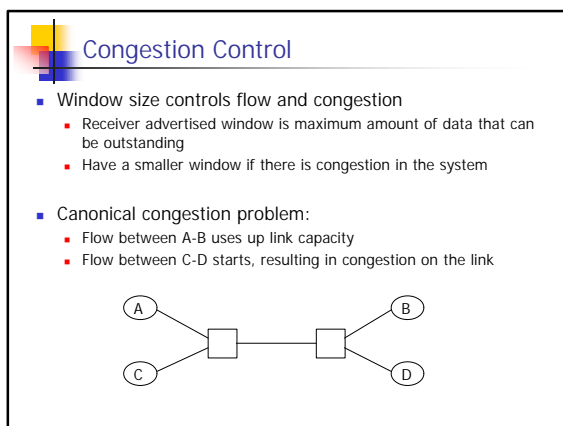 Congestion Control
Window size controls flow and congestion
Receiver advertised window is maximum amount of data that can
be outstanding
Have a smaller window if there is congestion in the system
Canonical congestion problem:
Flow between A-B uses up link capacity
Flow between C-D starts, resulting in congestion on the link
A
B
C
D